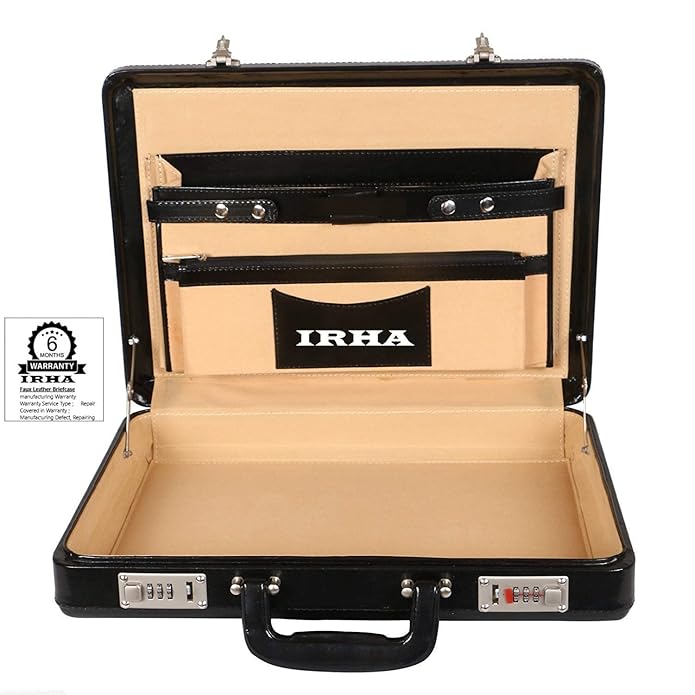 IRHA
6
MONTHS
WARRANTY
IRHA
Faux Leather Briefcase
manufacturing Warranty
Warranty Service Type ; Repair
Covered in Warranty ;
Manufacturing Defect, Repairing